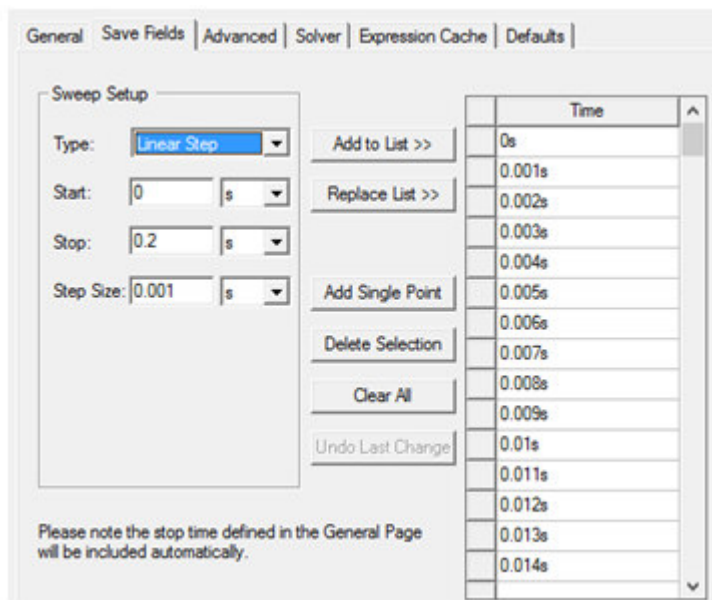 General Save Fields Advanced Solver Expression Cache Defaults
Sweep Setup
Type: Linear Step
Start: 0 s
Stop: 0.2 s
Step Size: 0.001 s
Add to List >>
Replace List >>
Add Single Point
Delete Selection
Clear All
Undo Last Change
Time
0s
0.001s
0.002s
0.003s
0.004s
0.005s
0.006s
0.007s
0.008s
0.009s
0.01s
0.011s
0.012s
0.013s
0.014s
Please note the stop time defined in the General Page
will be included automatically.